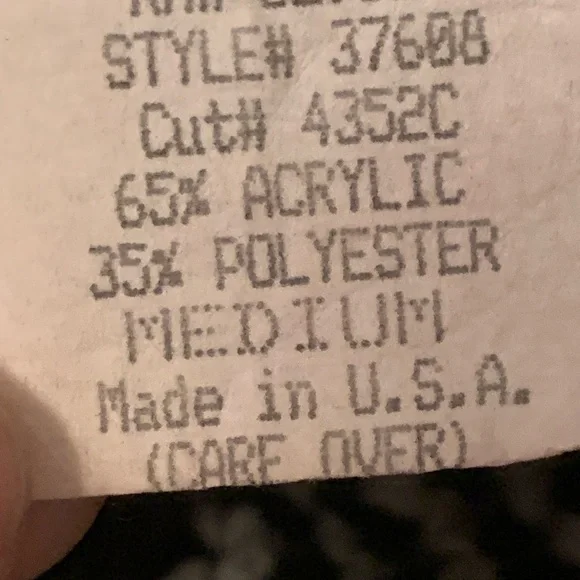 STYLE# 37608
Cut# 4352C
65% ACRYLIC
35% POLYESTER
MEDIUM
Made in U.S.A.
(CARE OVER)